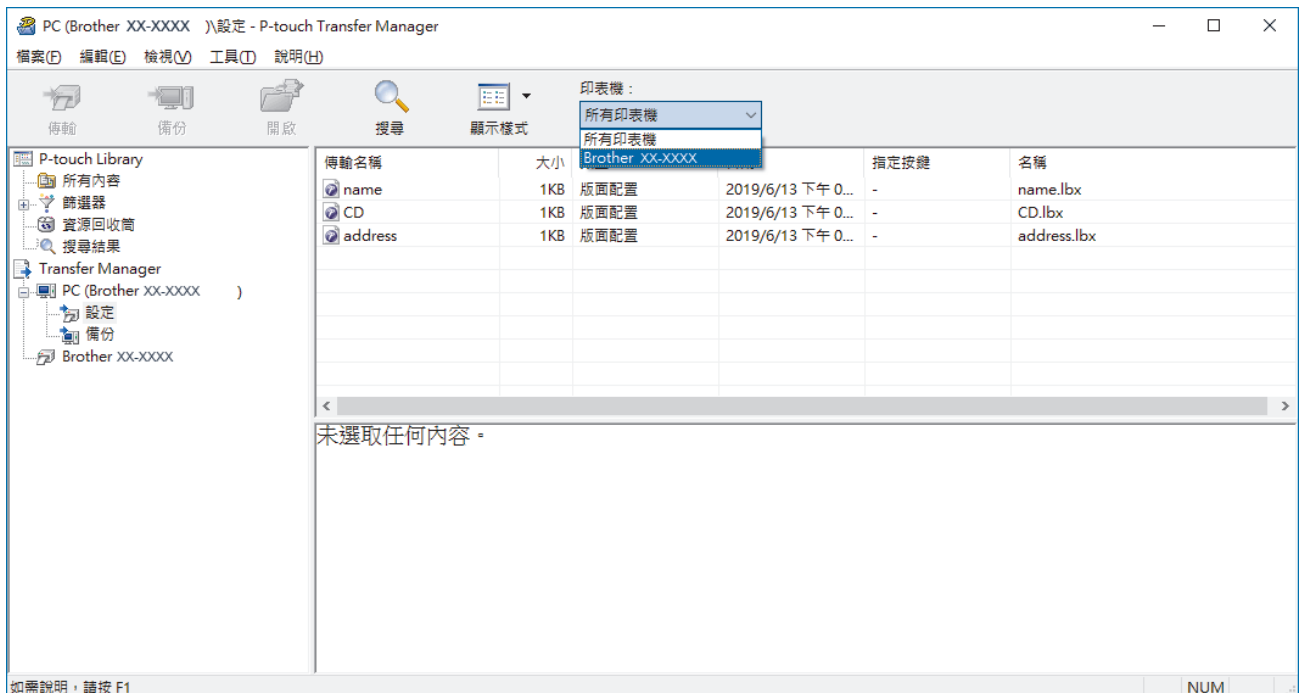 PC (Brother XX-XXXX )\設定 - P-touch Transfer Manager
檔案(F) 編輯(E) 檢視(V) 工具(T) 說明(H)
傳輸 備份 開啟 搜尋 顯示樣式
印表機：
所有印表機
所有印表機
Brother XX-XXXX
P-touch Library
所有內容
篩選器
資源回收筒
搜尋結果
Transfer Manager
PC (Brother XX-XXXX )
設定
備份
Brother XX-XXXX
傳輸名稱 大小 指定按鍵 名稱
name 1KB 版面配置 2019/6/13 下午 0... - name.lbx
CD 1KB 版面配置 2019/6/13 下午 0... - CD.lbx
address 1KB 版面配置 2019/6/13 下午 0... - address.lbx
未選取任何內容。
如需說明，請按 F1
NUM